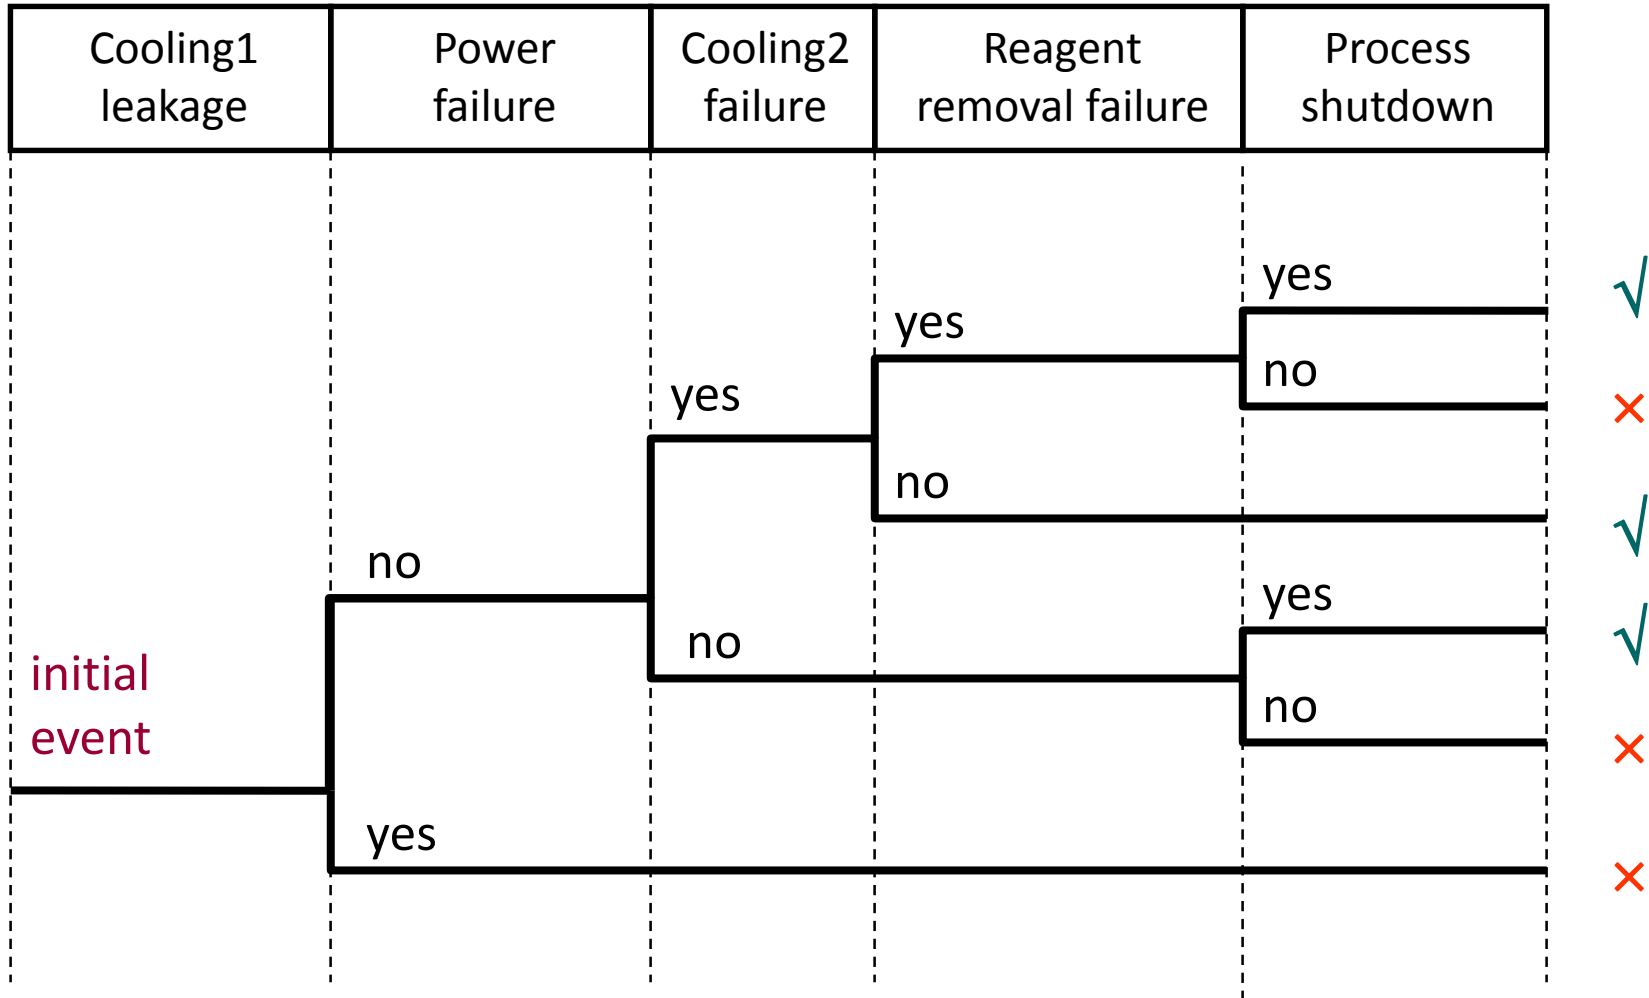 Cooling1
leakage
Power
failure
Cooling2
failure
Reagent
removal failure
Process
shutdown
yes
√
yes
no
×
yes
no
√
no
yes
√
no
initial
event
no
×
yes
×